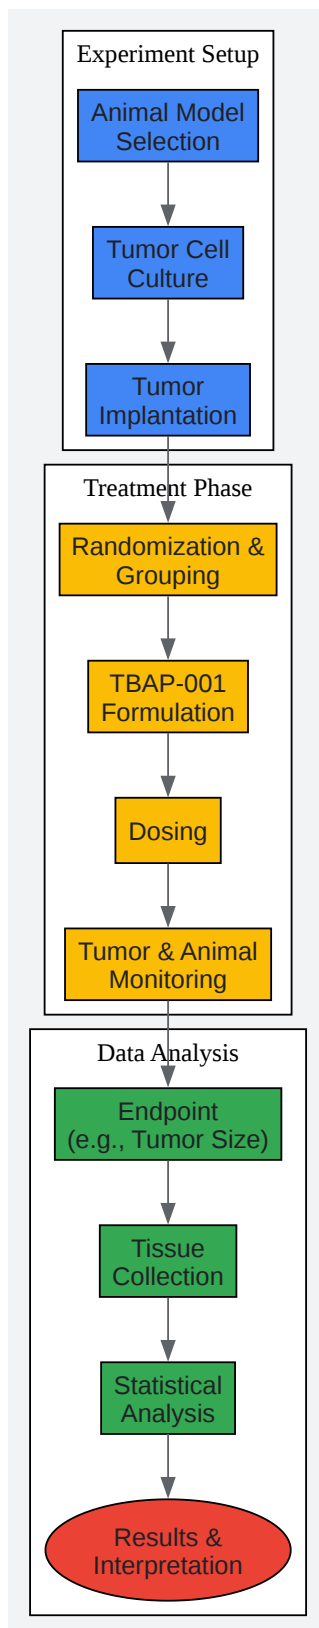 Experiment Setup
Animal Model
Selection
Tumor Cell
Culture
Tumor
Implantation
Treatment Phase
Randomization &
Grouping
TBAP-001
Formulation
Dosing
Tumor & Animal
Monitoring
Data Analysis
Endpoint
(e.g., Tumor Size)
Tissue
Collection
Statistical
Analysis
Results &
Interpretation